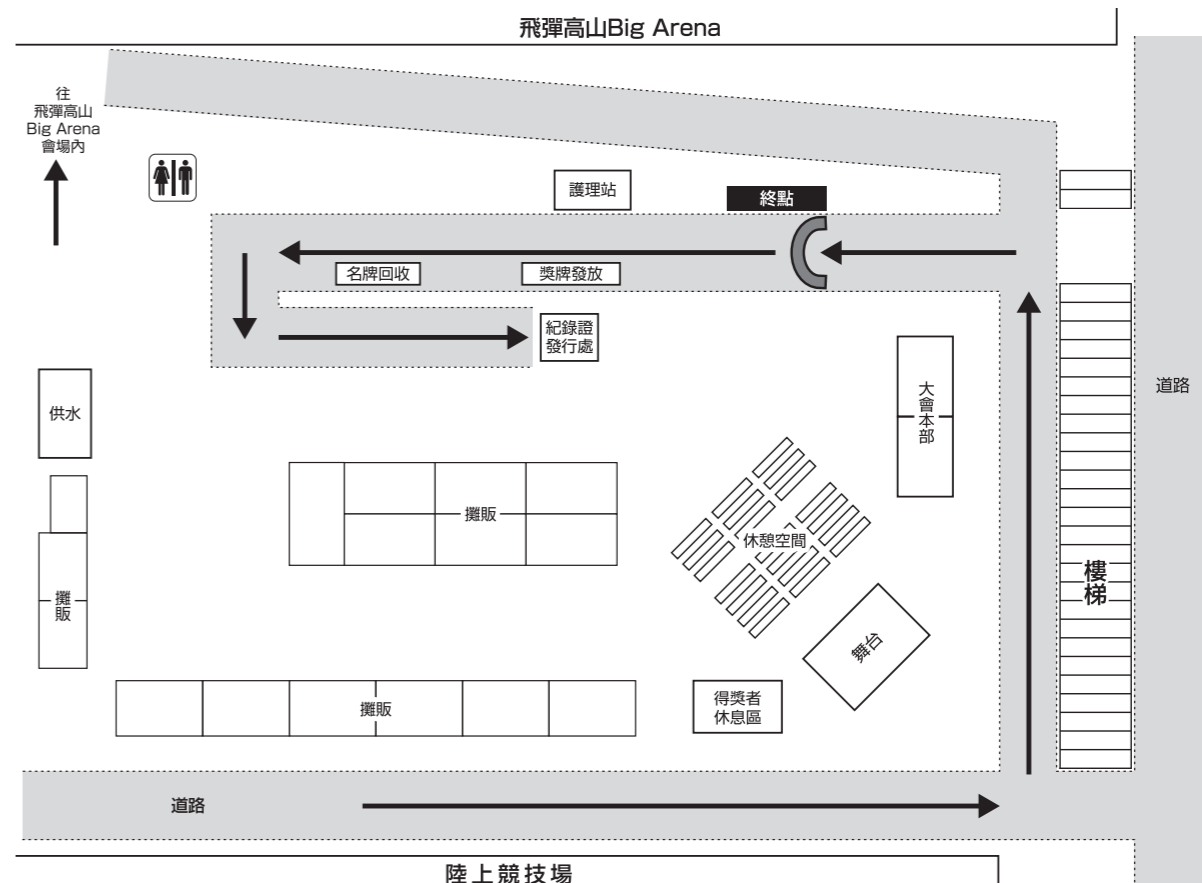 飛彈高山Big Arena
往
飛彈高山
Big Arena
會場內
護理站
終點
名牌回收
獎牌發放
紀錄證
發行處
大會本部
道路
供水
攤販
休憩空間
攤販
樓梯
舞台
得獎者
休息區
攤販
道路
陸上競技場